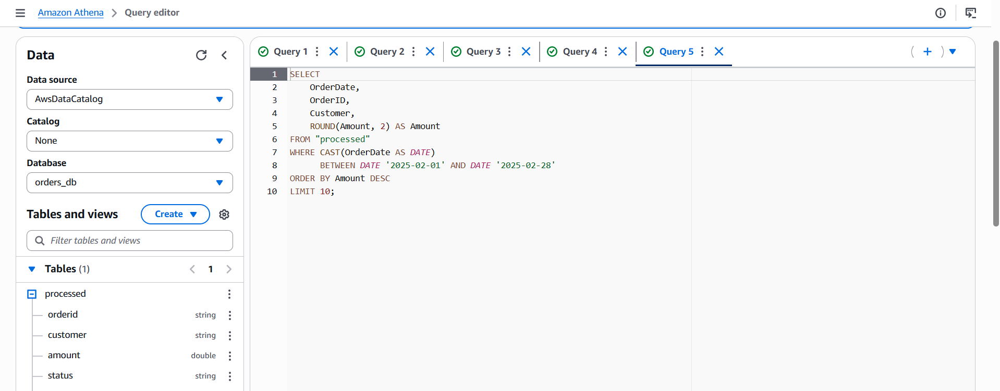 Amazon Athena > Query editor
Data
Data source
AwsDataCatalog
Catalog
None
Database
orders_db
Tables and views
Create
Filter tables and views
Tables (1)
1
processed
orderid string
customer string
amount double
status string
Query 1 Query 2 Query 3 Query 4 Query 5
1 SELECT
2     OrderDate,
3     OrderID,
4     Customer,
5     ROUND(Amount, 2) AS Amount
6 FROM "processed"
7 WHERE CAST(OrderDate AS DATE)
8       BETWEEN DATE '2025-02-01' AND DATE '2025-02-28'
9 ORDER BY Amount DESC
10 LIMIT 10;